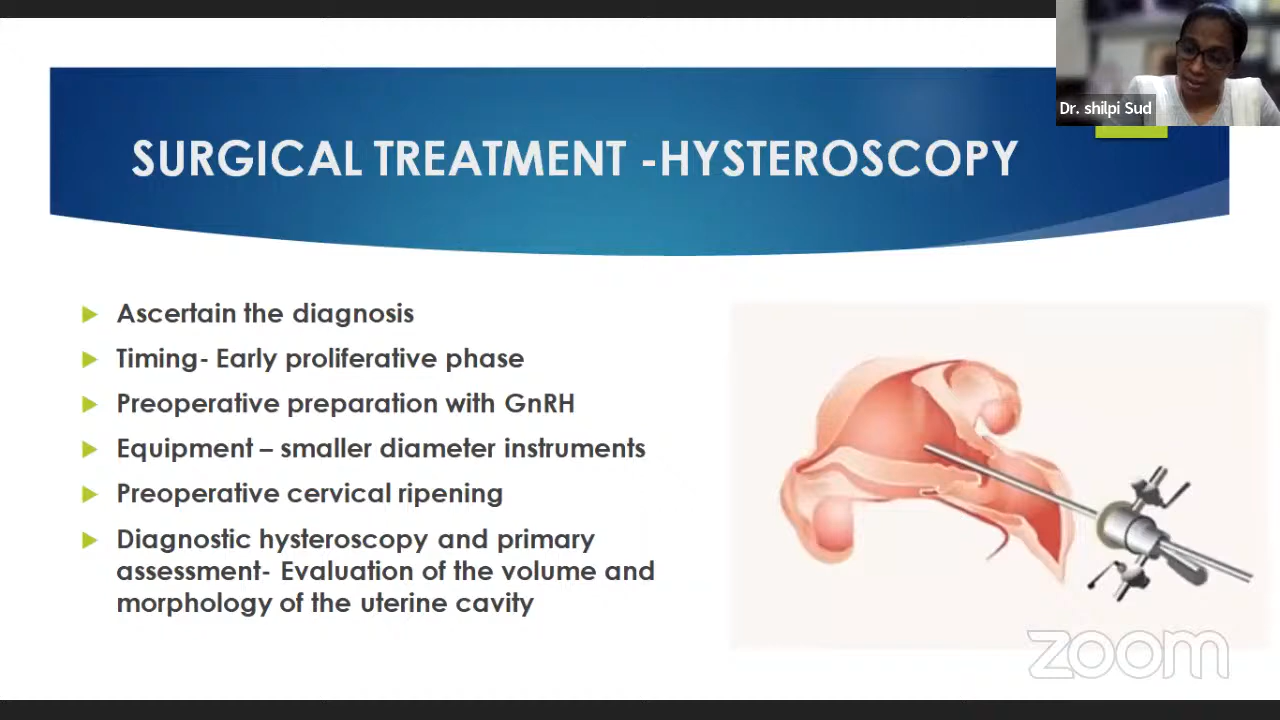 Dr. shilpi Sud
SURGICAL TREATMENT -HYSTEROSCOPY
Ascertain the diagnosis
Timing- Early proliferative phase
Preoperative preparation with GnRH
Equipment – smaller diameter instruments
Preoperative cervical ripening
Diagnostic hysteroscopy and primary
assessment- Evaluation of the volume and
morphology of the uterine cavity
zoom